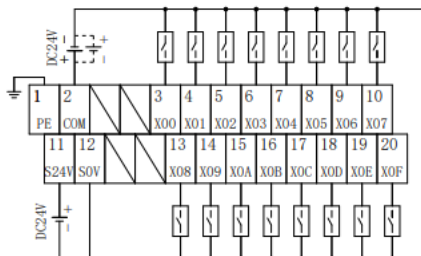 DC24V
- +
+ -
1 2 3 4 5 6 7 8 9 10
PE COM X00 X01 X02 X03 X04 X05 X06 X07
11 12 13 14 15 16 17 18 19 20
S24V S0V X08 X09 X0A X0B X0C X0D X0E X0F
DC24V
+
-